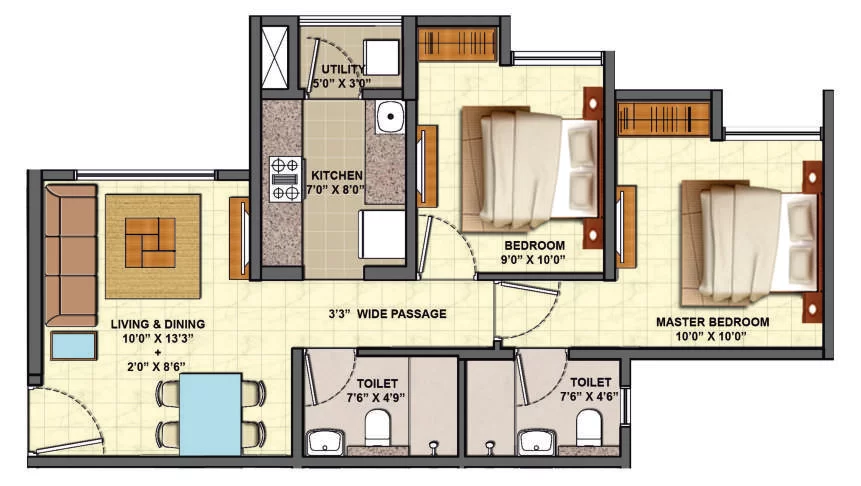 UTILITY
5'0" X 3'0"
KITCHEN
7'0" X 8'0"
BEDROOM
9'0" X 10'0"
LIVING & DINING
10'0" X 13'3"
+
2'0" X 8'6"
3'3" WIDE PASSAGE
MASTER BEDROOM
10'0" X 10'0"
TOILET
7'6" X 4'9"
TOILET
7'6" X 4'6"